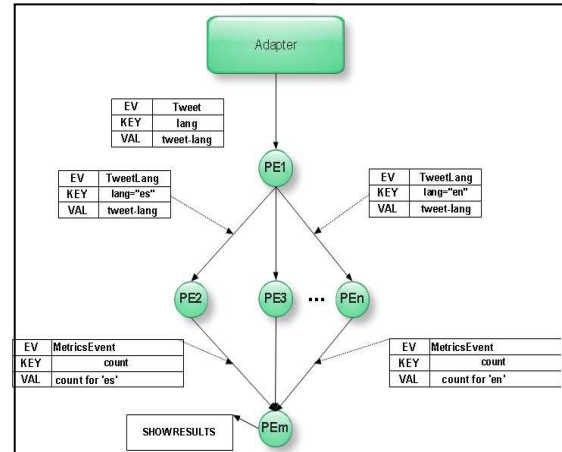 Adapter
EV Tweet
KEY lang
VAL tweet-lang
PE1
EV TweetLang
KEY lang="es"
VAL tweet-lang
EV TweetLang
KEY lang="en"
VAL tweet-lang
PE2
PE3
...
PEn
EV MetricsEvent
KEY count
VAL count for 'es'
EV MetricsEvent
KEY count
VAL count for 'en'
SHOWRESULTS
PEm